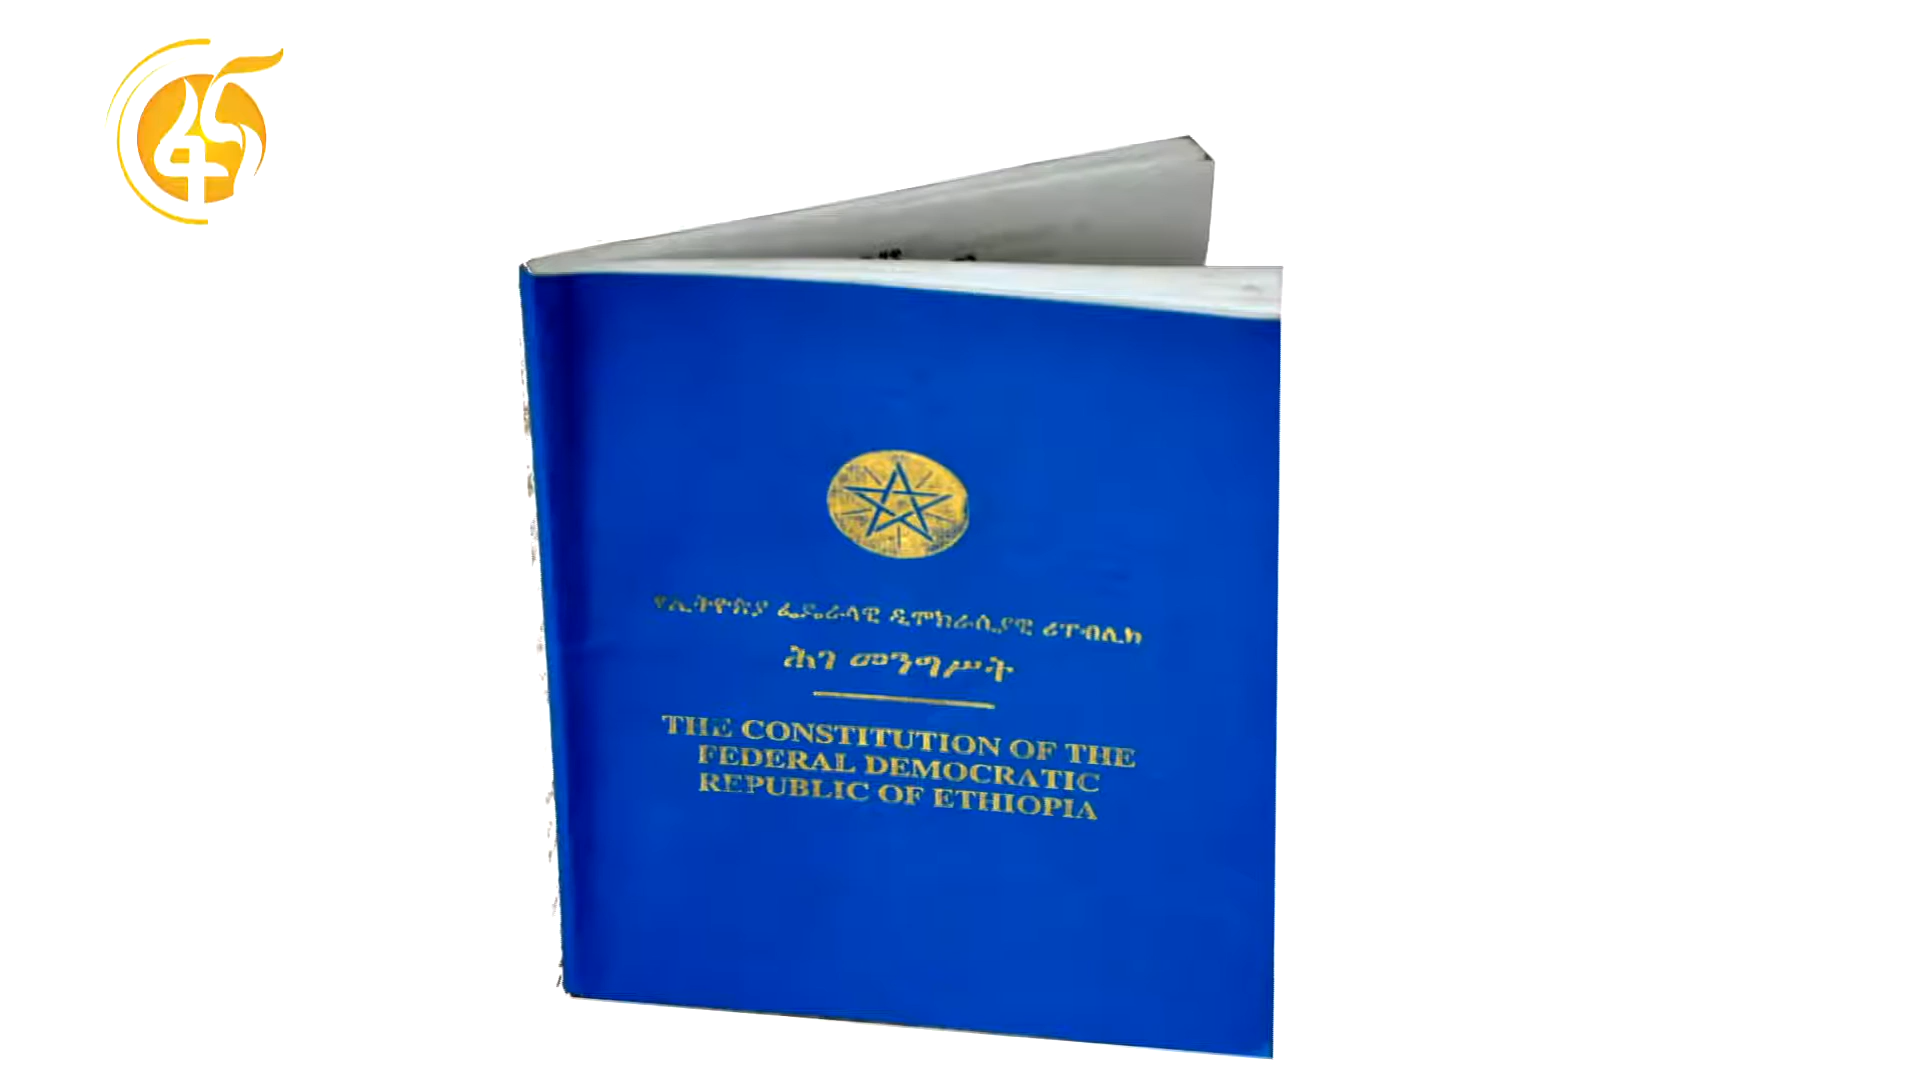 የኢትዮጵያ ፌዴራላዊ ዲሞክራሲያዊ ሪፐብሊክ
ሕገ መንግሥት
THE CONSTITUTION OF THE
FEDERAL DEMOCRATIC
REPUBLIC OF ETHIOPIA